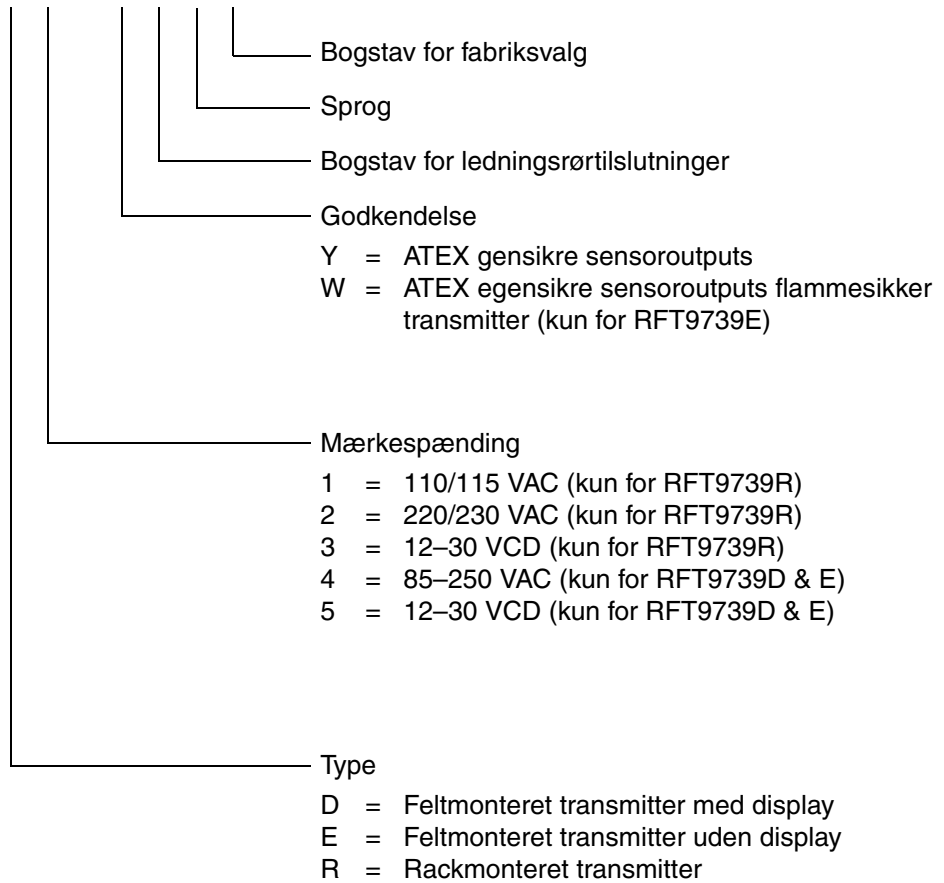 Bogstav for fabriksvalg
Sprog
Bogstav for ledningsrørtilslutninger
Godkendelse
Y = ATEX gensikre sensoroutputs
W = ATEX egensikre sensoroutputs flammesikker
transmitter (kun for RFT9739E)
Mærkespænding
1 = 110/115 VAC (kun for RFT9739R)
2 = 220/230 VAC (kun for RFT9739R)
3 = 12–30 VCD (kun for RFT9739R)
4 = 85–250 VAC (kun for RFT9739D & E)
5 = 12–30 VCD (kun for RFT9739D & E)
Type
D = Feltmonteret transmitter med display
E = Feltmonteret transmitter uden display
R = Rackmonteret transmitter